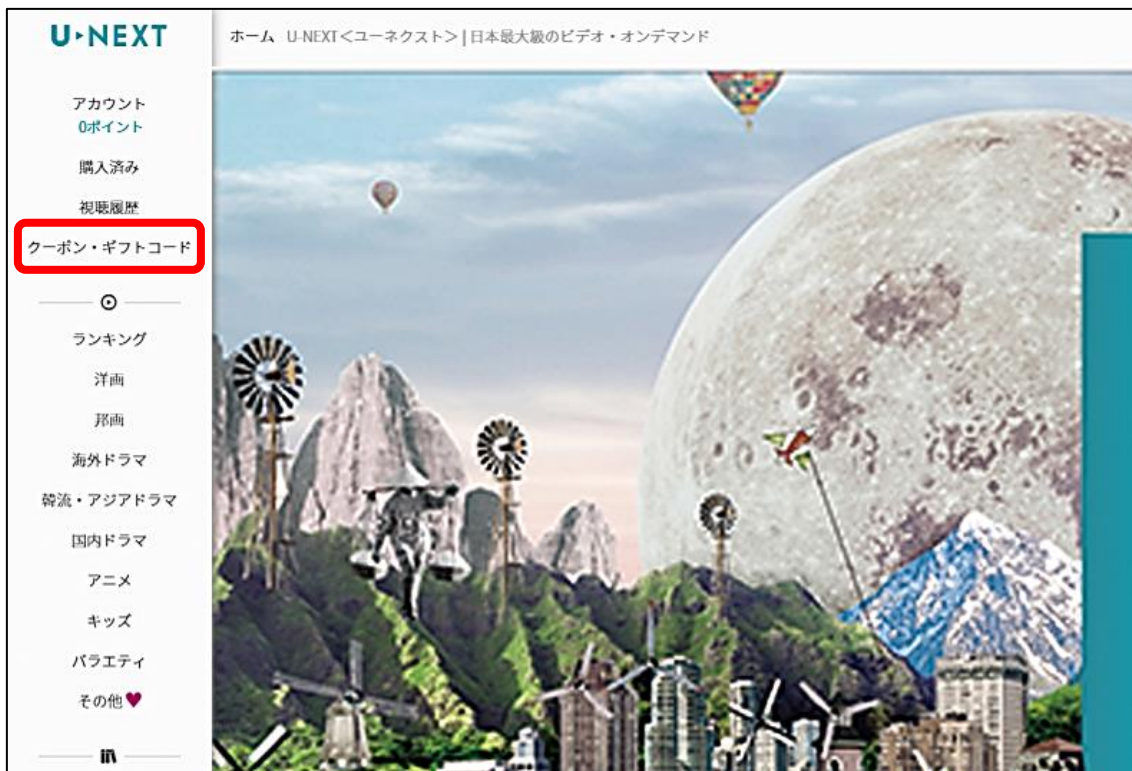 U-NEXT
ホーム U-NEXT<ユーネクスト>|日本最大級のビデオ・オンデマンド
アカウント
0ポイント
購入済み
視聴履歴
クーポン・ギフトコード
ランキング
洋画
邦画
海外ドラマ
韓流・アジアドラマ
国内ドラマ
アニメ
キッズ
バラエティ
その他♥